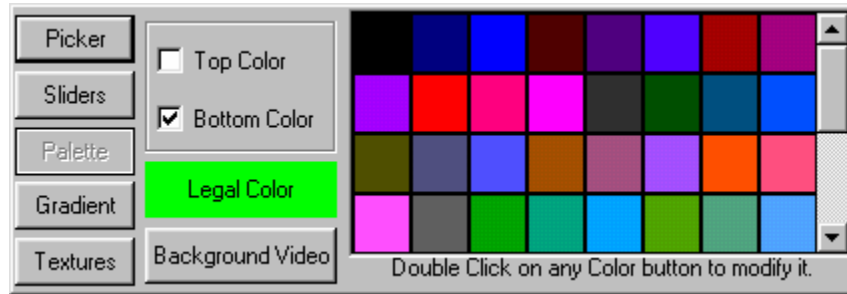 Picker
Sliders
Palette
Gradient
Textures
Top Color
Bottom Color
Legal Color
Background Video
Double Click on any Color button to modify it.